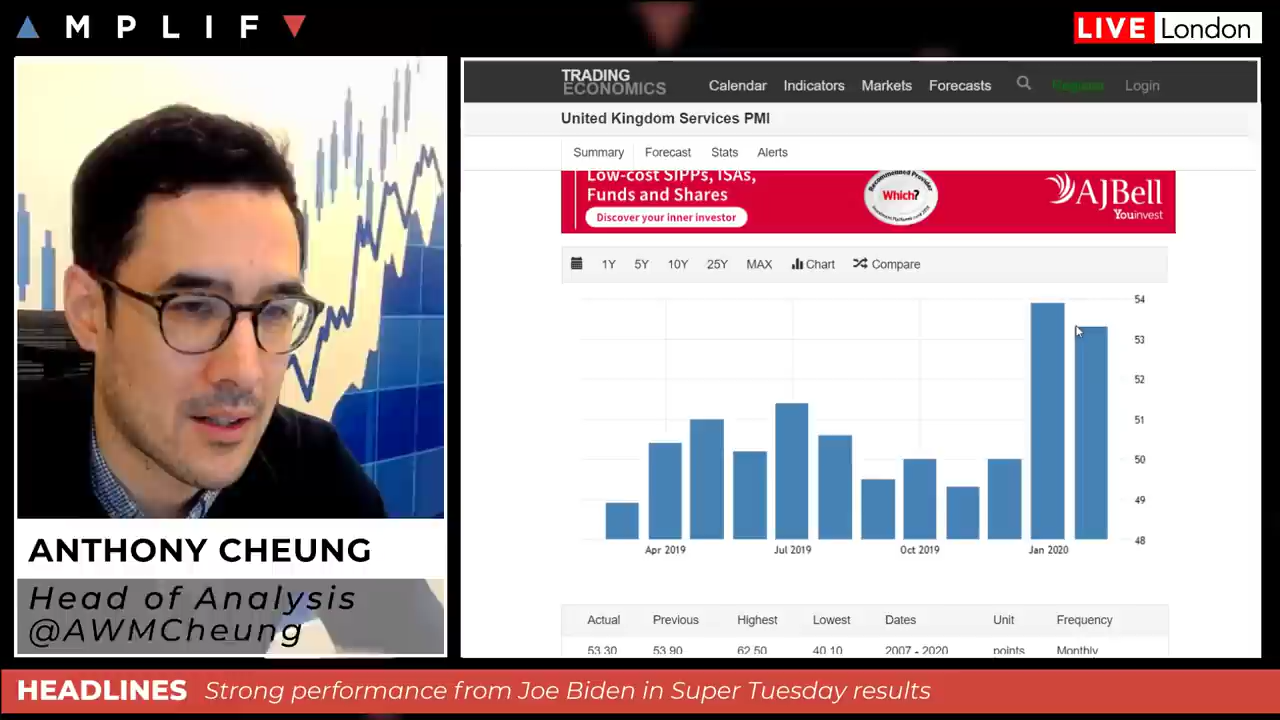 ▲ M P L I F ▼
LIVE London
TRADING
ECONOMICS
Calendar Indicators Markets Forecasts Register Login
United Kingdom Services PMI
Summary Forecast Stats Alerts
Low-cost SIPPs, ISAs,
Funds and Shares
Discover your inner investor
Recommended Provider
Which?
AJBell
Youinvest
1Y 5Y 10Y 25Y MAX Chart Compare
54
53
52
51
50
49
48
Apr 2019 Jul 2019 Oct 2019 Jan 2020
Actual Previous Highest Lowest Dates Unit Frequency
53.30 53.90 62.50 40.10 2007 - 2020 points Monthly
ANTHONY CHEUNG
Head of Analysis
@AWMCheung
HEADLINES Strong performance from Joe Biden in Super Tuesday results